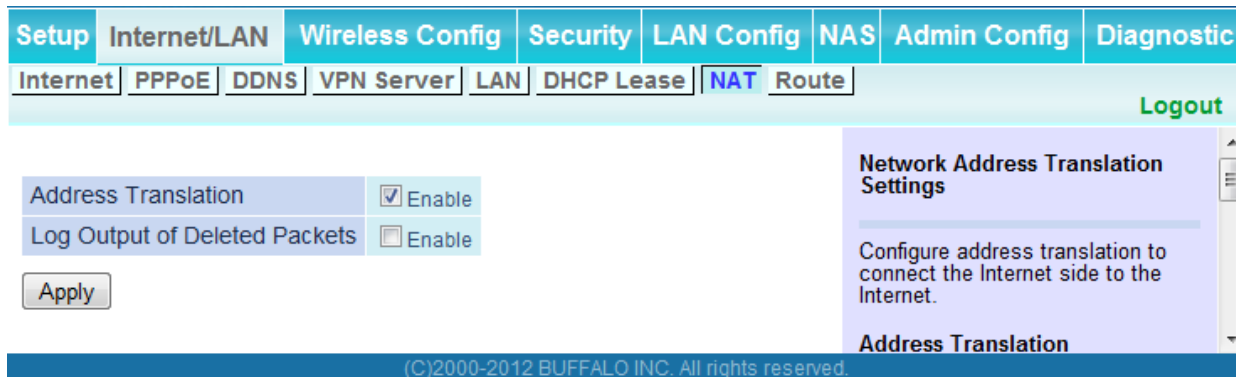 Setup Internet/LAN Wireless Config Security LAN Config NAS Admin Config Diagnostic
Internet PPPoE DDNS VPN Server LAN DHCP Lease NAT Route
Logout
Address Translation Enable
Log Output of Deleted Packets Enable
Apply
Network Address Translation
Settings
Configure address translation to
connect the Internet side to the
Internet.
Address Translation
(C)2000-2012 BUFFALO INC. All rights reserved.